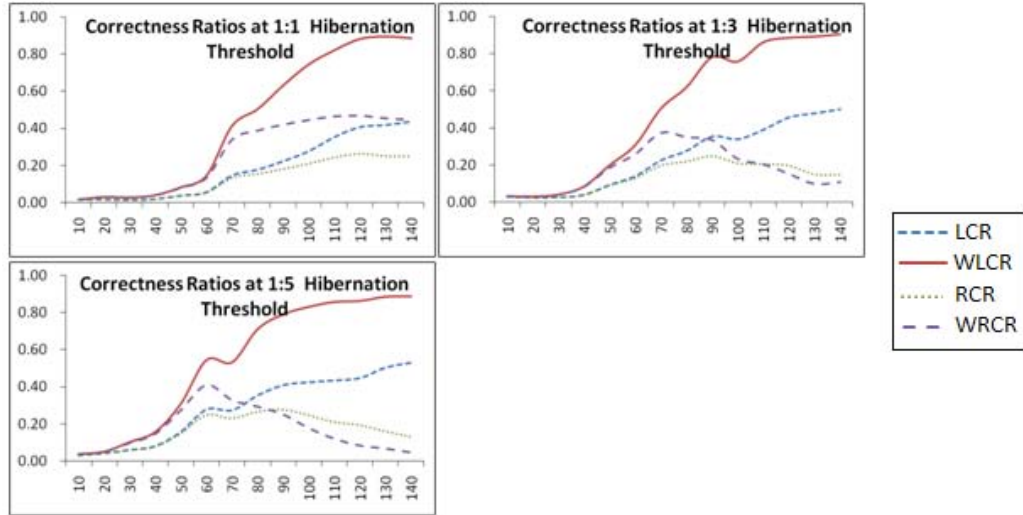 Correctness Ratios at 1:1 Hibernation
Threshold
1.00
0.80
0.60
0.40
0.20
0.00
10 20 30 40 50 60 70 80 90 100 110 120 130 140
Correctness Ratios at 1:3 Hibernation
Threshold
1.00
0.80
0.60
0.40
0.20
0.00
10 20 30 40 50 60 70 80 90 100 110 120 130 140
LCR
WLCR
RCR
WRCR
Correctness Ratios at 1:5 Hibernation
Threshold
1.00
0.80
0.60
0.40
0.20
0.00
10 20 30 40 50 60 70 80 90 100 110 120 130 140